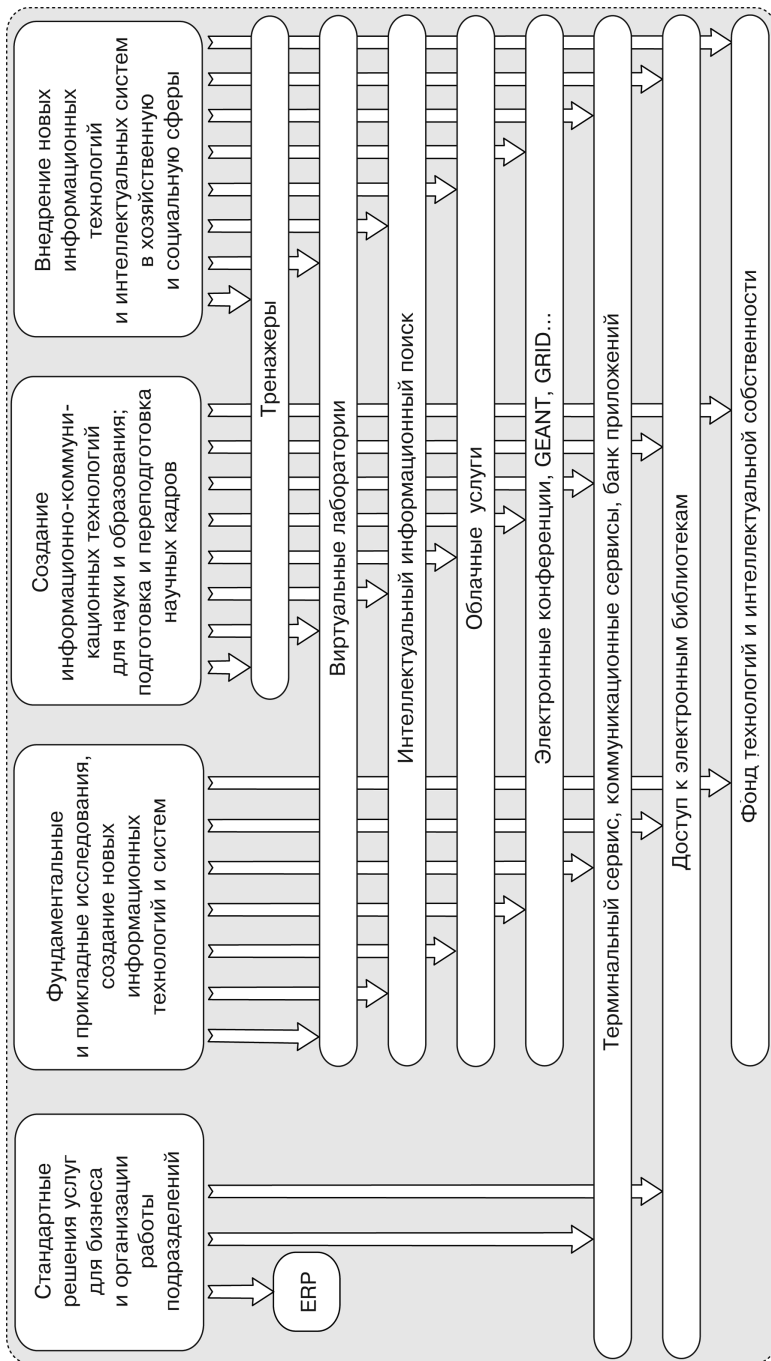 Стандартные
решения услуг
для бизнеса
и организации
работы
подразделений
Фундаментальные
и прикладные исследования,
создание новых
информационных
технологий и систем
Создание
информационно-коммуни-
кационных технологий
для науки и образования;
подготовка и переподготовка
научных кадров
Внедрение новых
информационных
технологий
и интеллектуальных систем
в хозяйственную
и социальную сферы
ERP
Тренажеры
Виртуальные лаборатории
Интеллектуальный информационный поиск
Облачные услуги
Электронные конференции, GEANT, GRID...
Терминальный сервис, коммуникационные сервисы, банк приложений
Доступ к электронным библиотекам
Фонд технологий и интеллектуальной собственности